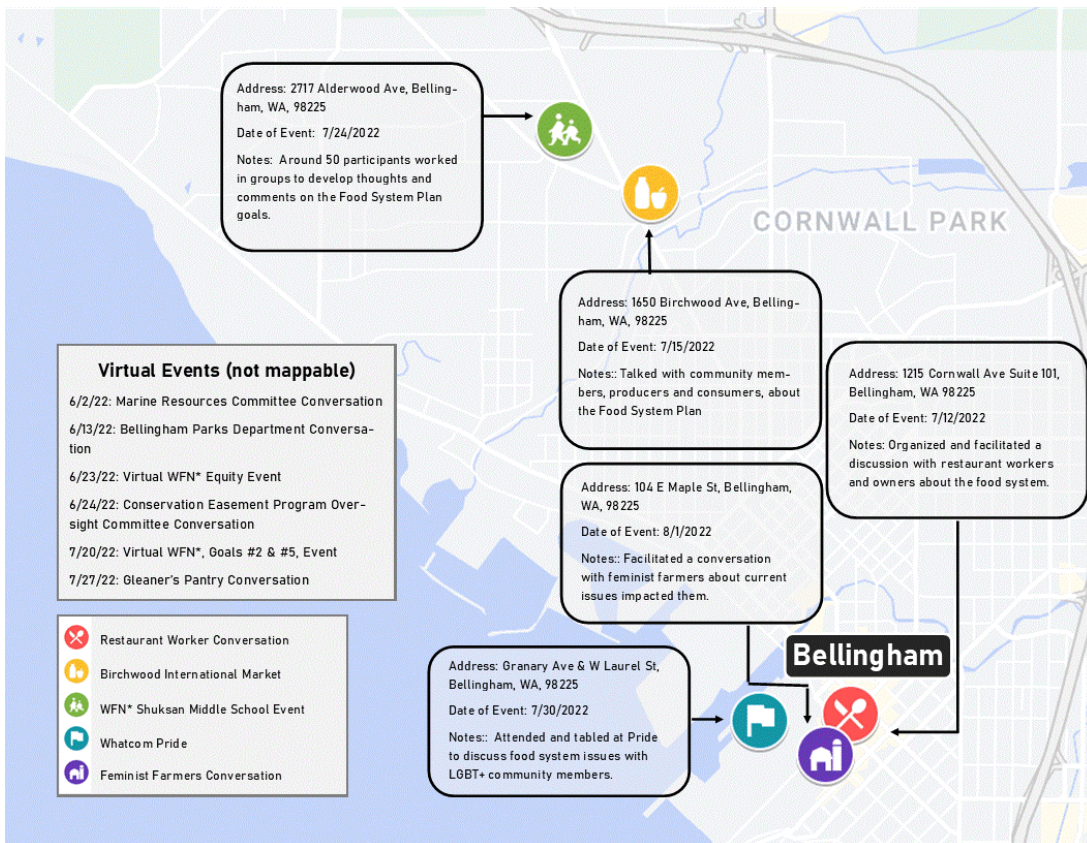 Address: 2717 Alderwood Ave, Belling-
ham, WA, 98225
Date of Event: 7/24/2022
Notes: Around 50 participants worked
in groups to develop thoughts and
comments on the Food System Plan
goals.
CORNWALL PARK
Address: 1650 Birchwood Ave, Belling-
ham, WA, 98225
Date of Event: 7/15/2022
Notes:: Talked with community mem-
bers, producers and consumers, about
the Food System Plan
Address: 1215 Cornwall Ave Suite 101,
Bellingham, WA 98225
Date of Event: 7/12/2022
Notes: Organized and facilitated a
discussion with restaurant workers
and owners about the food system.
Virtual Events (not mappable)
6/2/22: Marine Resources Committee Conversation
6/13/22: Bellingham Parks Department Conversa-
tion
6/23/22: Virtual WFN* Equity Event
6/24/22: Conservation Easement Program Over-
sight Committee Conversation
7/20/22: Virtual WFN*, Goals #2 & #5, Event
7/27/22: Gleaner's Pantry Conversation
Address: 104 E Maple St, Bellingham,
WA, 98225
Date of Event: 8/1/2022
Notes:: Facilitated a conversation
with feminist farmers about current
issues impacted them.
Restaurant Worker Conversation
Birchwood International Market
WFN* Shuksan Middle School Event
Whatcom Pride
Feminist Farmers Conversation
Bellingham
Address: Granary Ave & W Laurel St,
Bellingham, WA, 98225
Date of Event: 7/30/2022
Notes:: Attended and tabled at Pride
to discuss food system issues with
LGBT+ community members.